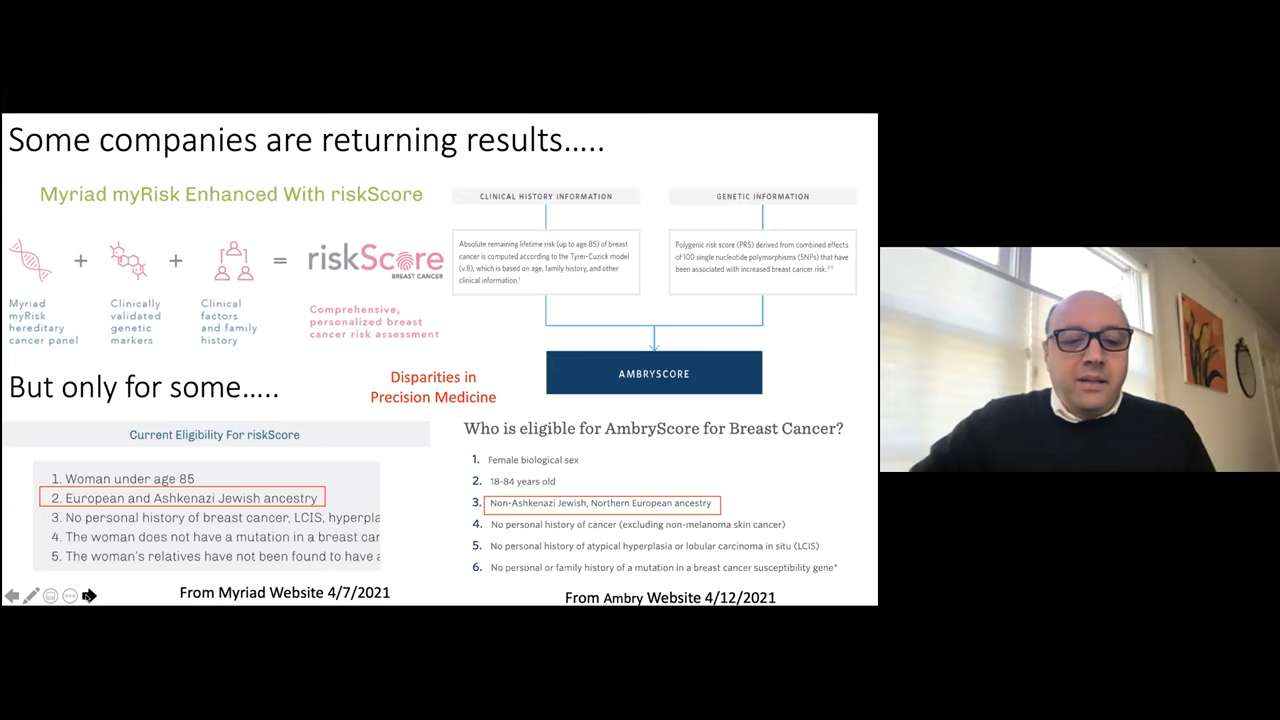 Some companies are returning results.....
Myriad myRisk Enhanced With riskScore
Myriad
myRisk
hereditary
cancer panel
+
Clinically
validated
genetic
markers
+
Clinical
factors
and family
history
=
riskScore
BREAST CANCER
Comprehensive,
personalized breast
cancer risk assessment
CLINICAL HISTORY INFORMATION
Absolute remaining lifetime risk (up to age 85) of breast
cancer is computed according to the Tyrer-Cuzick model
(v.8), which is based on age, family history, and other
clinical information.¹
GENETIC INFORMATION
Polygenic risk score (PRS) derived from combined effects
of 100 single nucleotide polymorphisms (SNPs) that have
been associated with increased breast cancer risk.
AMBRYSCORE
But only for some.....
Disparities in
Precision Medicine
Current Eligibility For riskScore
1. Woman under age 85
2. European and Ashkenazi Jewish ancestry
3. No personal history of breast cancer, LCIS, hyperpla
4. The woman does not have a mutation in a breast car
5. The woman's relatives have not been found to have a
From Myriad Website 4/7/2021
Who is eligible for AmbryScore for Breast Cancer?
1. Female biological sex
2. 18-84 years old
3. Non-Ashkenazi Jewish, Northern European ancestry
4. No personal history of cancer (excluding non-melanoma skin cancer)
5. No personal history of atypical hyperplasia or lobular carcinoma in situ (LCIS)
6. No personal or family history of a mutation in a breast cancer susceptibility gene*
From Ambry Website 4/12/2021